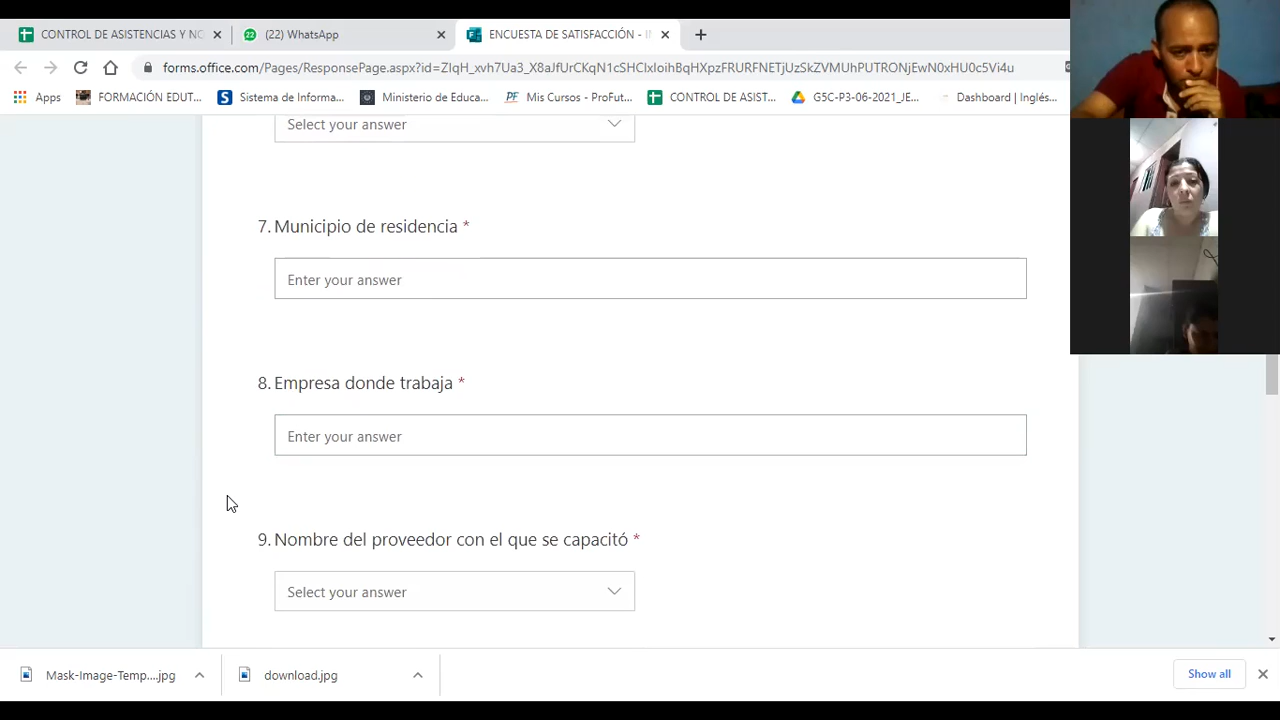 CONTROL DE ASISTENCIAS Y NO
(22) WhatsApp
ENCUESTA DE SATISFACCIÓN - I
forms.office.com/Pages/ResponsePage.aspx?id=ZIqH_xvh7Ua3_X8aJfUrCKqN1cSHCIxIoihBqHXpzFRURFNETjUzSkZVMUhPUTRONjEwN0xHU0c5Vi4u
Apps
FORMACIÓN EDUT...
Sistema de Informa...
Ministerio de Educa...
Mis Cursos - ProFut...
CONTROL DE ASIST...
G5C-P3-06-2021_JE...
Dashboard | Inglés...
Select your answer
7. Municipio de residencia *
Enter your answer
8. Empresa donde trabaja *
Enter your answer
9. Nombre del proveedor con el que se capacitó *
Select your answer
Mask-Image-Temp....jpg
download.jpg
Show all